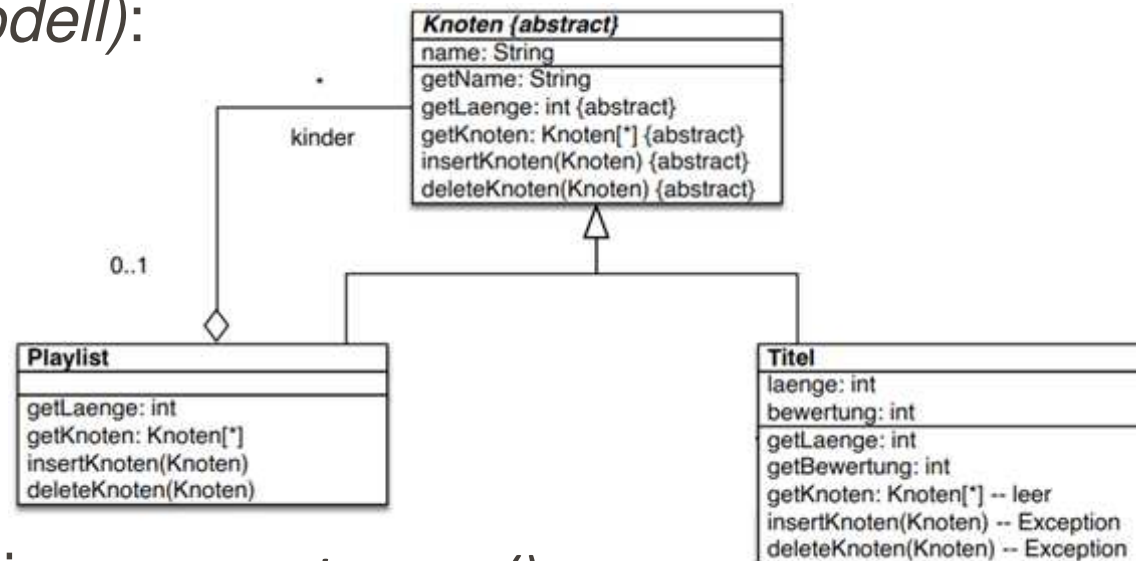 Knoten {abstract}
name: String
getName: String
getLaenge: int {abstract}
getKnoten: Knoten[*] {abstract}
insertKnoten(Knoten) {abstract}
deleteKnoten(Knoten) {abstract}
*
kinder
0..1
Playlist
getLaenge: int
getKnoten: Knoten[*]
insertKnoten(Knoten)
deleteKnoten(Knoten)
Titel
laenge: int
bewertung: int
getLaenge: int
getBewertung: int
getKnoten: Knoten[*] -- leer
insertKnoten(Knoten) -- Exception
deleteKnoten(Knoten) -- Exception